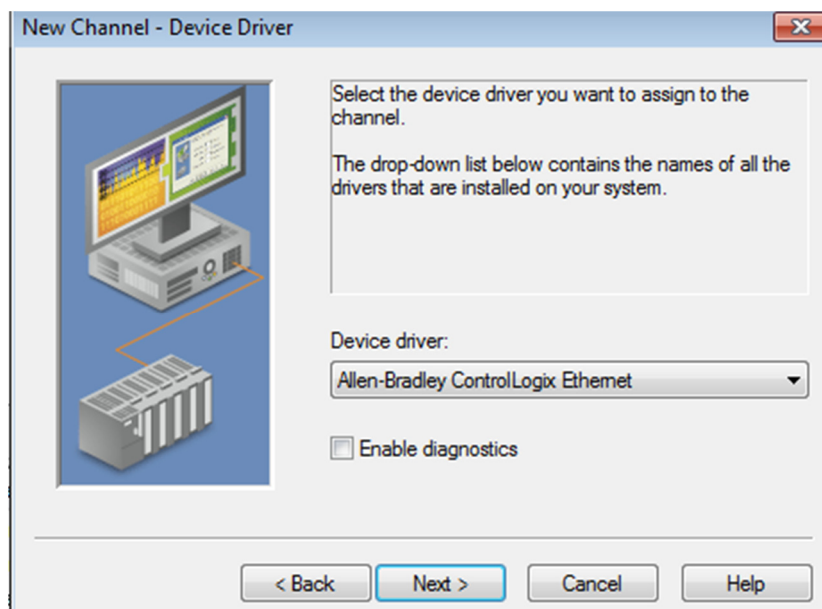 New Channel - Device Driver
Select the device driver you want to assign to the
channel.
The drop-down list below contains the names of all the
drivers that are installed on your system.
Device driver:
Allen-Bradley ControlLogix Ethernet
Enable diagnostics
< Back
Next >
Cancel
Help